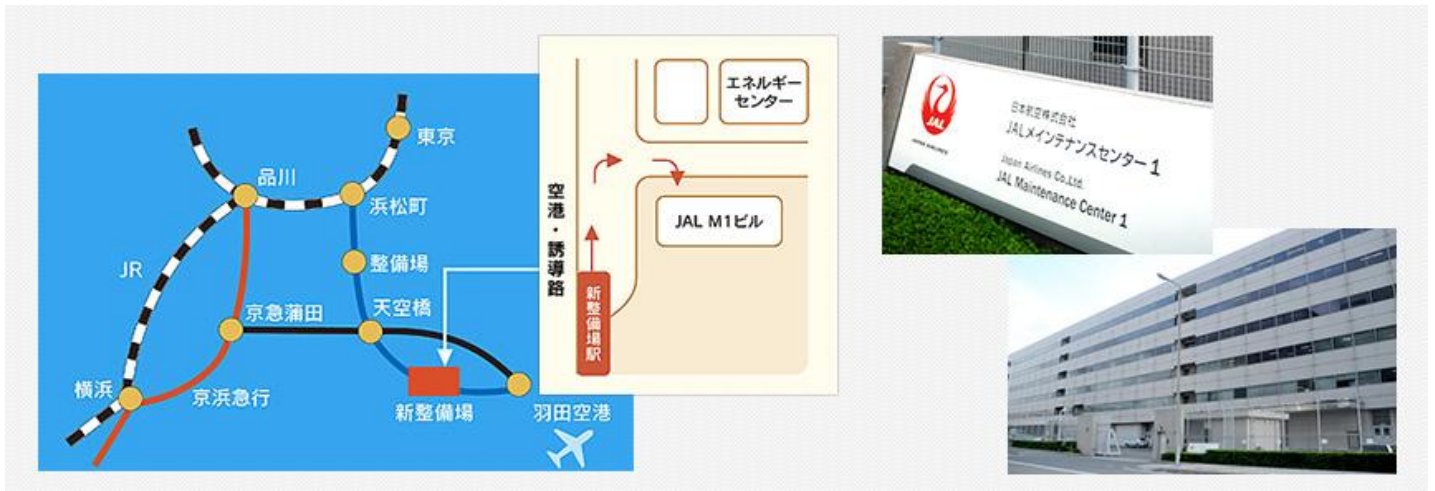 東京
品川
浜松町
JR
整備場
京急蒲田
天空橋
横浜
京浜急行
新整備場
羽田空港
エネルギー
センター
空港・誘導路
JAL M1ビル
新整備場駅
JAL
JAPAN AIRLINES
日本航空株式会社
JALメインテナンスセンター 1
Japan Airlines Co.,Ltd.
JAL Maintenance Center 1